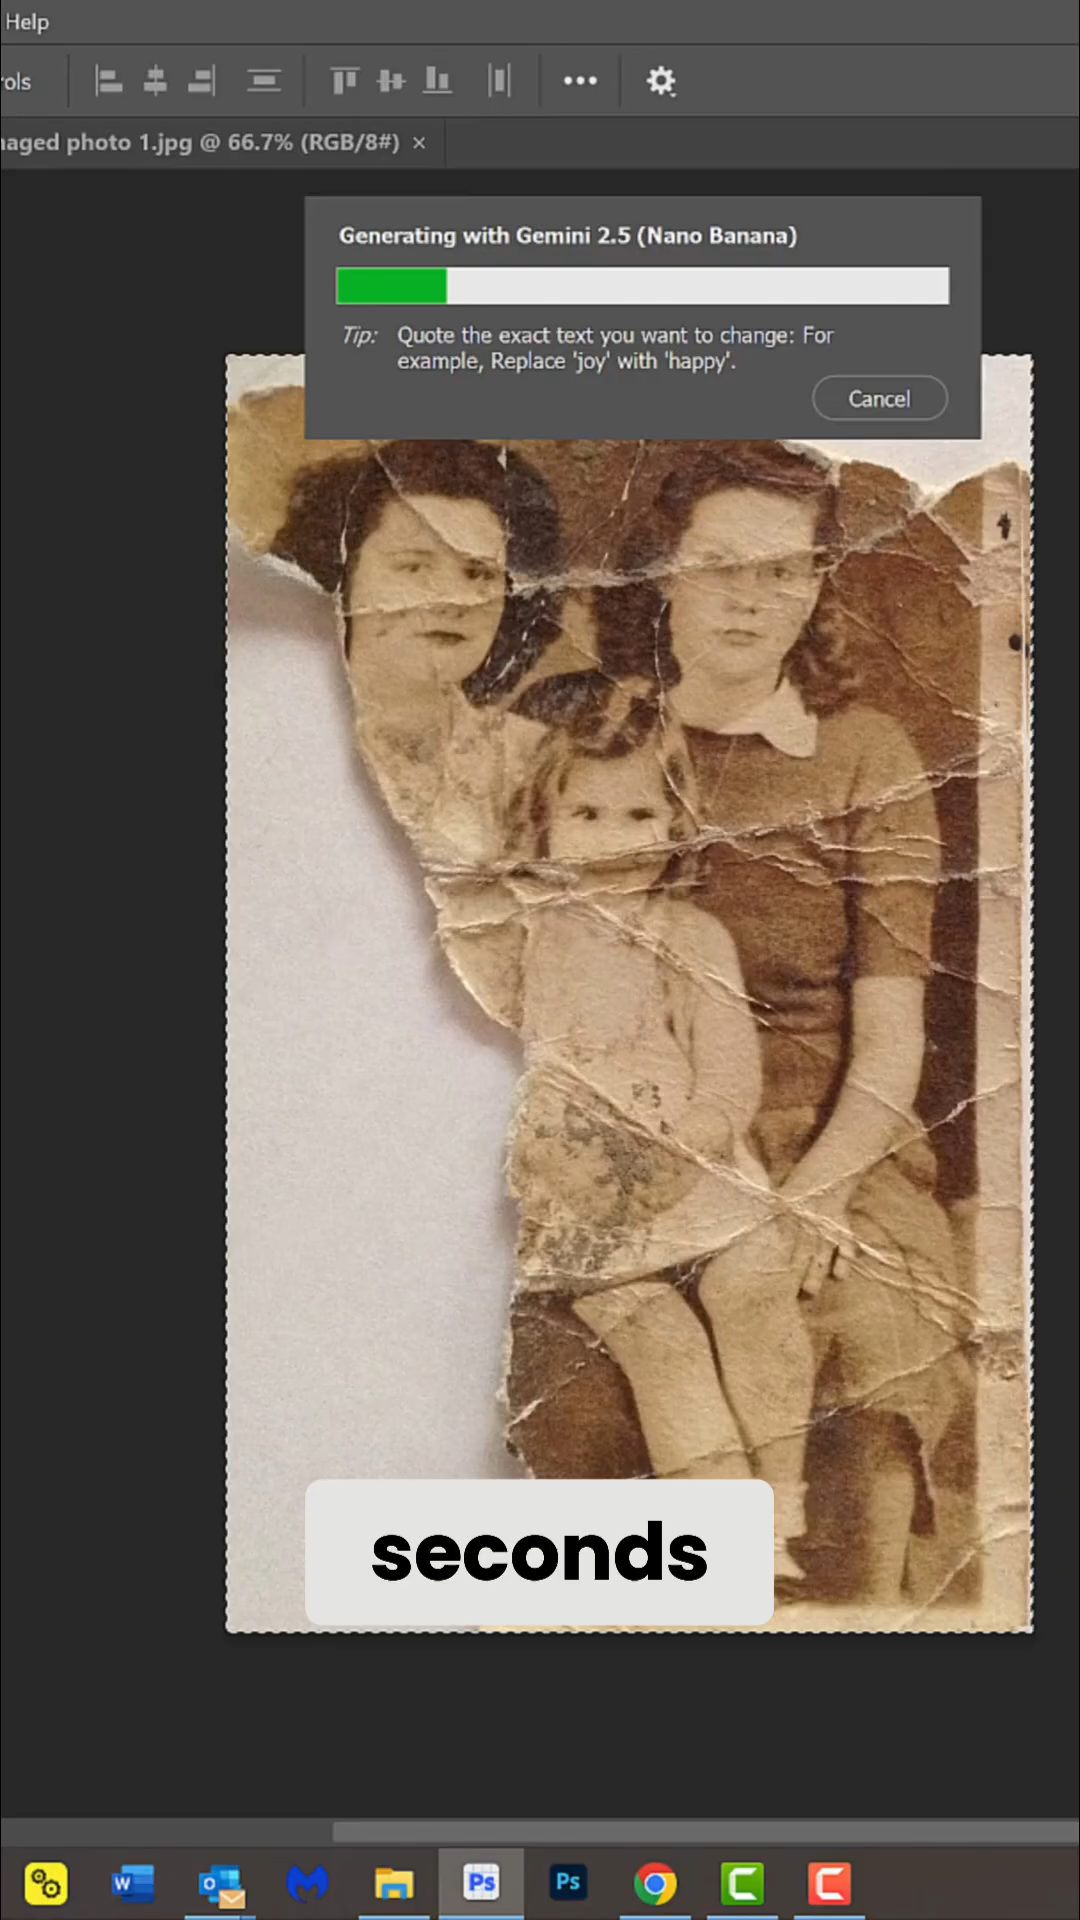 Help
ols
aged photo 1.jpg @ 66.7% (RGB/8#) ×
Generating with Gemini 2.5 (Nano Banana)
Tip: Quote the exact text you want to change: For
example, Replace 'joy' with 'happy'.
Cancel
seconds
W O Ps Ps C C